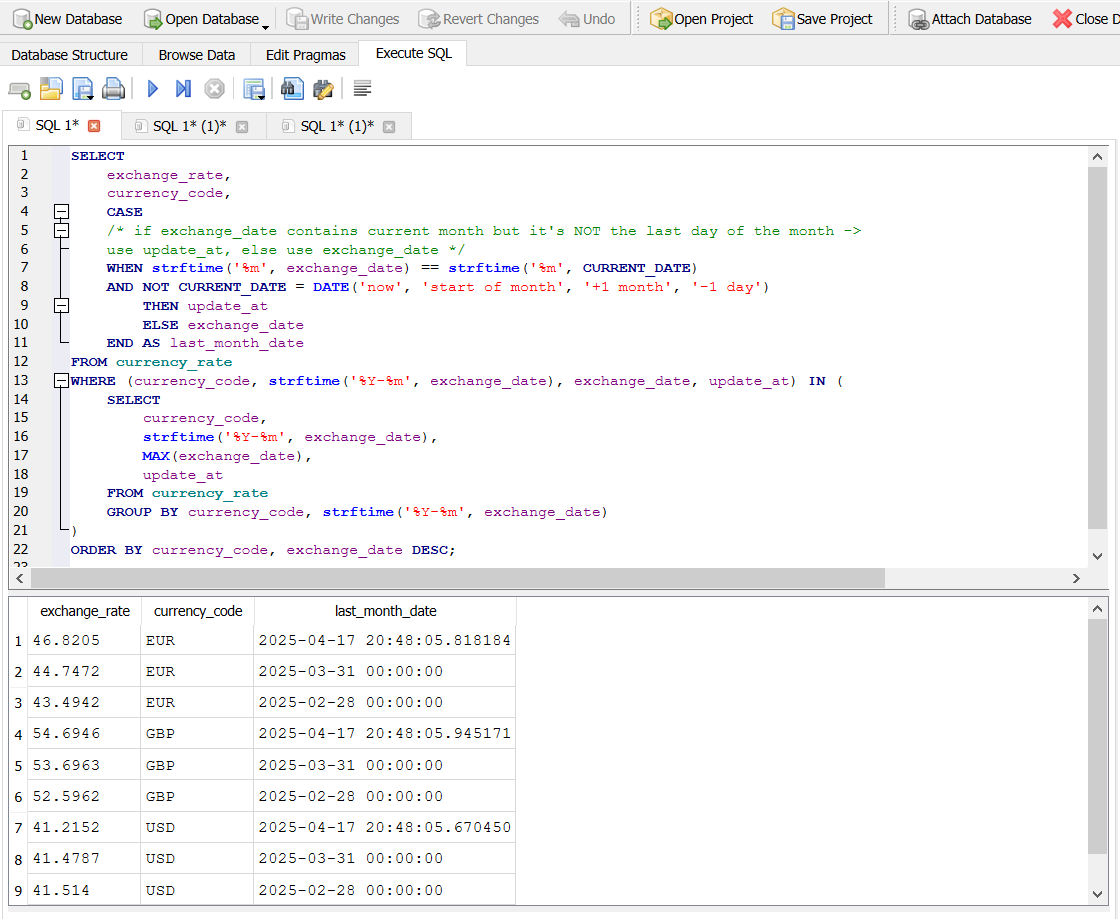 New Database Open Database Write Changes Revert Changes Undo Open Project Save Project Attach Database Close D
Database Structure Browse Data Edit Pragmas Execute SQL
SQL 1* SQL 1* (1)* SQL 1* (1)*
1 SELECT
2 exchange_rate,
3 currency_code,
4 CASE
5 /* if exchange_date contains current month but it's NOT the last day of the month ->
6 use update_at, else use exchange_date */
7 WHEN strftime('%m', exchange_date) == strftime('%m', CURRENT_DATE)
8 AND NOT CURRENT_DATE = DATE('now', 'start of month', '+1 month', '-1 day')
9 THEN update_at
10 ELSE exchange_date
11 END AS last_month_date
12 FROM currency_rate
13 WHERE (currency_code, strftime('%Y-%m', exchange_date), exchange_date, update_at) IN (
14 SELECT
15 currency_code,
16 strftime('%Y-%m', exchange_date),
17 MAX(exchange_date),
18 update_at
19 FROM currency_rate
20 GROUP BY currency_code, strftime('%Y-%m', exchange_date)
21 )
22 ORDER BY currency_code, exchange_date DESC;
23
exchange_rate currency_code last_month_date
1 46.8205 EUR 2025-04-17 20:48:05.818184
2 44.7472 EUR 2025-03-31 00:00:00
3 43.4942 EUR 2025-02-28 00:00:00
4 54.6946 GBP 2025-04-17 20:48:05.945171
5 53.6963 GBP 2025-03-31 00:00:00
6 52.5962 GBP 2025-02-28 00:00:00
7 41.2152 USD 2025-04-17 20:48:05.670450
8 41.4787 USD 2025-03-31 00:00:00
9 41.514 USD 2025-02-28 00:00:00